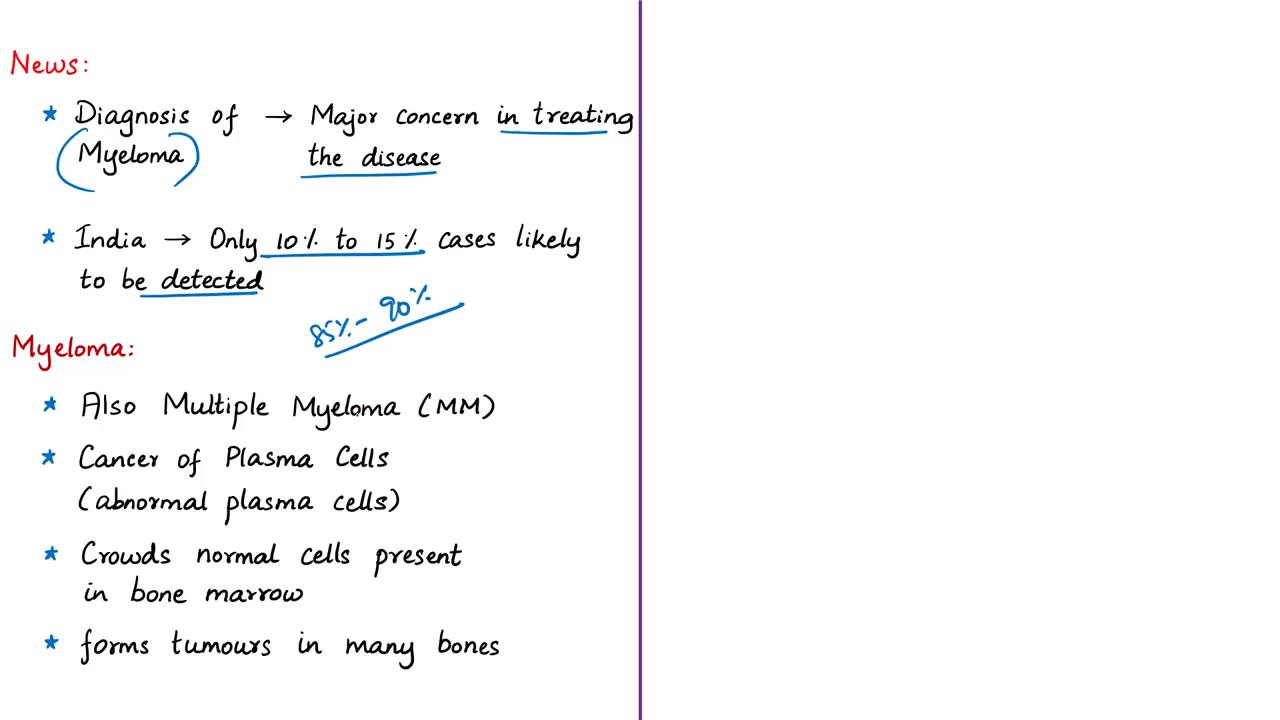 News:
* Diagnosis of → Major concern in treating
(Myeloma) the disease
* India → Only 10% to 15% cases likely
to be detected
85% - 90%
Myeloma:
* Also Multiple Myeloma (MM)
* Cancer of Plasma Cells
(abnormal plasma cells)
* Crowds normal cells present
in bone marrow
* forms tumours in many bones